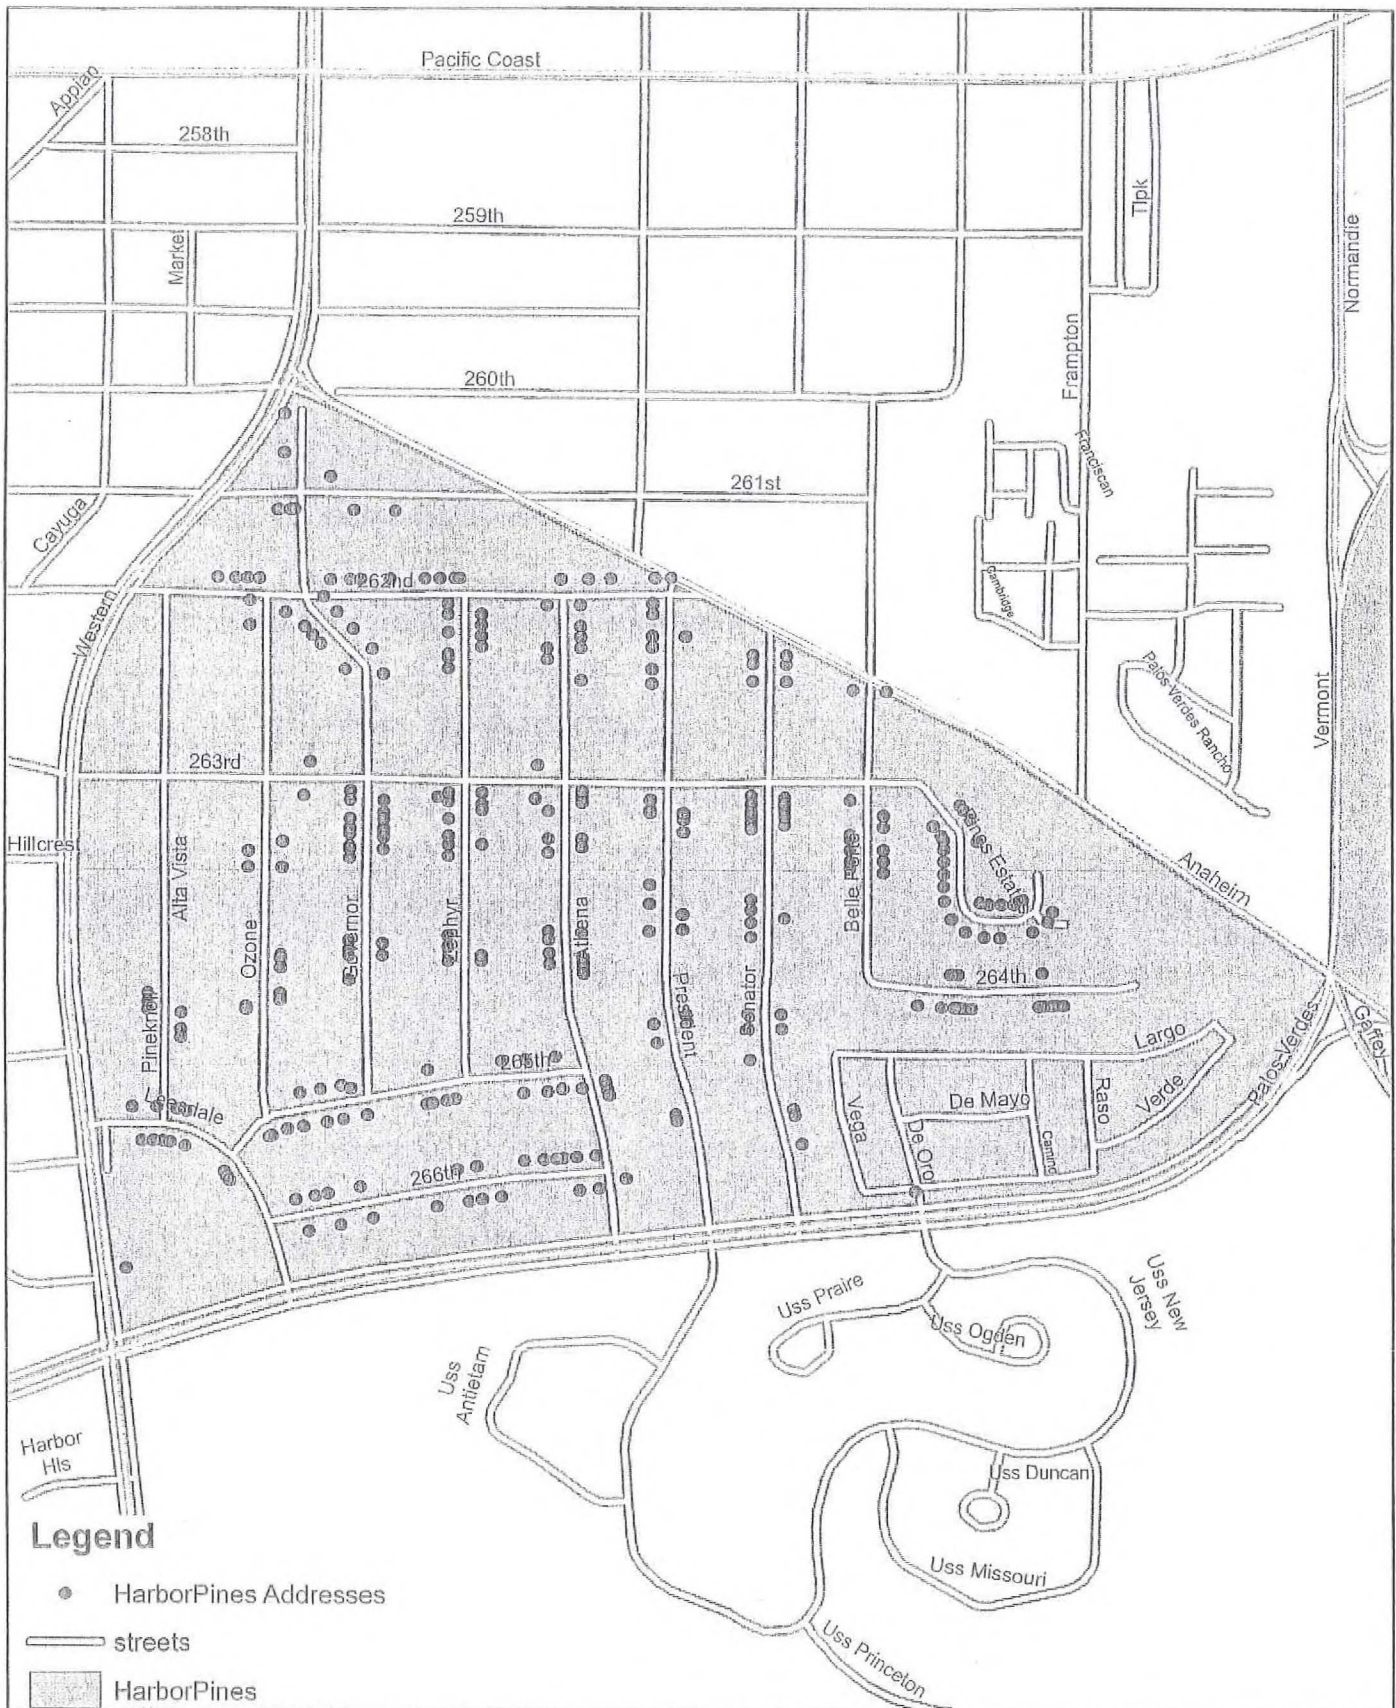 Pacific Coast
Appian
258th
Tlpk
259th
Market
Normandie
Frampton
260th
Franciscan
261st
Cayuga
262nd
Cambridge
Western
Palos Verdes Rancho
Vermont
263rd
Hillcrest
Alta Vista
Anaheim
Ozone
Governor
Zephyr
Athena
Belle Porte
Pines Estates
President
Senator
264th
Pineknoll
Gaffey
Palos Verdes
Largo
265th
Verde
Raso
De Mayo
Vega
De Oro
Camino
Leesdale
266th
Uss New
Jersey
Uss Praire
Uss Ogden
Uss
Antietam
Harbor
Hls
Uss Duncan
Uss Missouri
Uss Princeton
Legend
HarborPines Addresses
streets
HarborPines